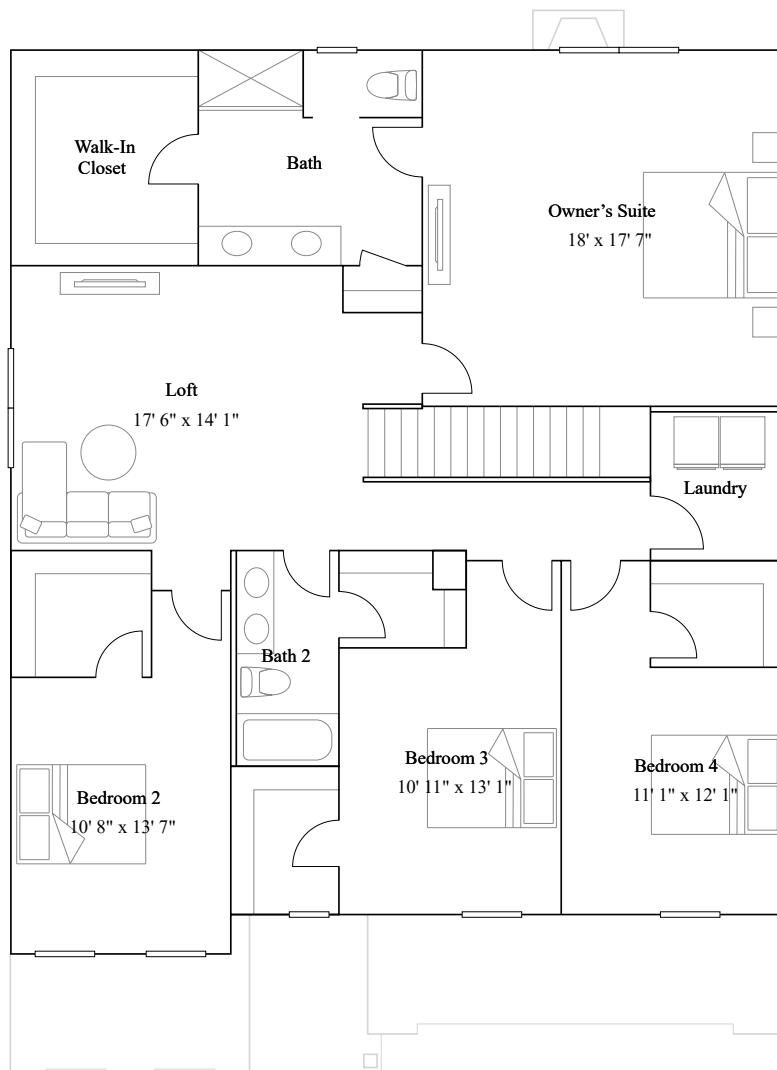 Walk-In
Closet
Bath
Owner’s Suite
18' x 17' 7"
Loft
17' 6" x 14' 1"
Laundry
Bath 2
Bedroom 3
10' 11" x 13' 1"
Bedroom 4
11' 1" x 12' 1"
Bedroom 2
10' 8" x 13' 7"